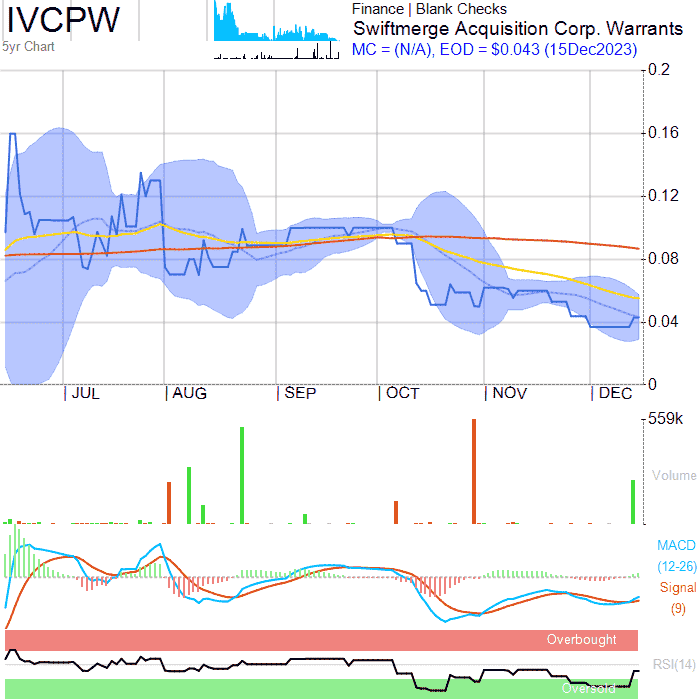 IVCPW
5yr Chart
Finance | Blank Checks
Swiftmerge Acquisition Corp. Warrants
MC = (N/A), EOD = $0.043 (15Dec2023)
0.2
0.16
0.12
0.08
0.04
0
JUL AUG SEP OCT NOV DEC
559k
Volume
MACD
(12-26)
Signal
(9)
Overbought
RSI(14)
Oversold